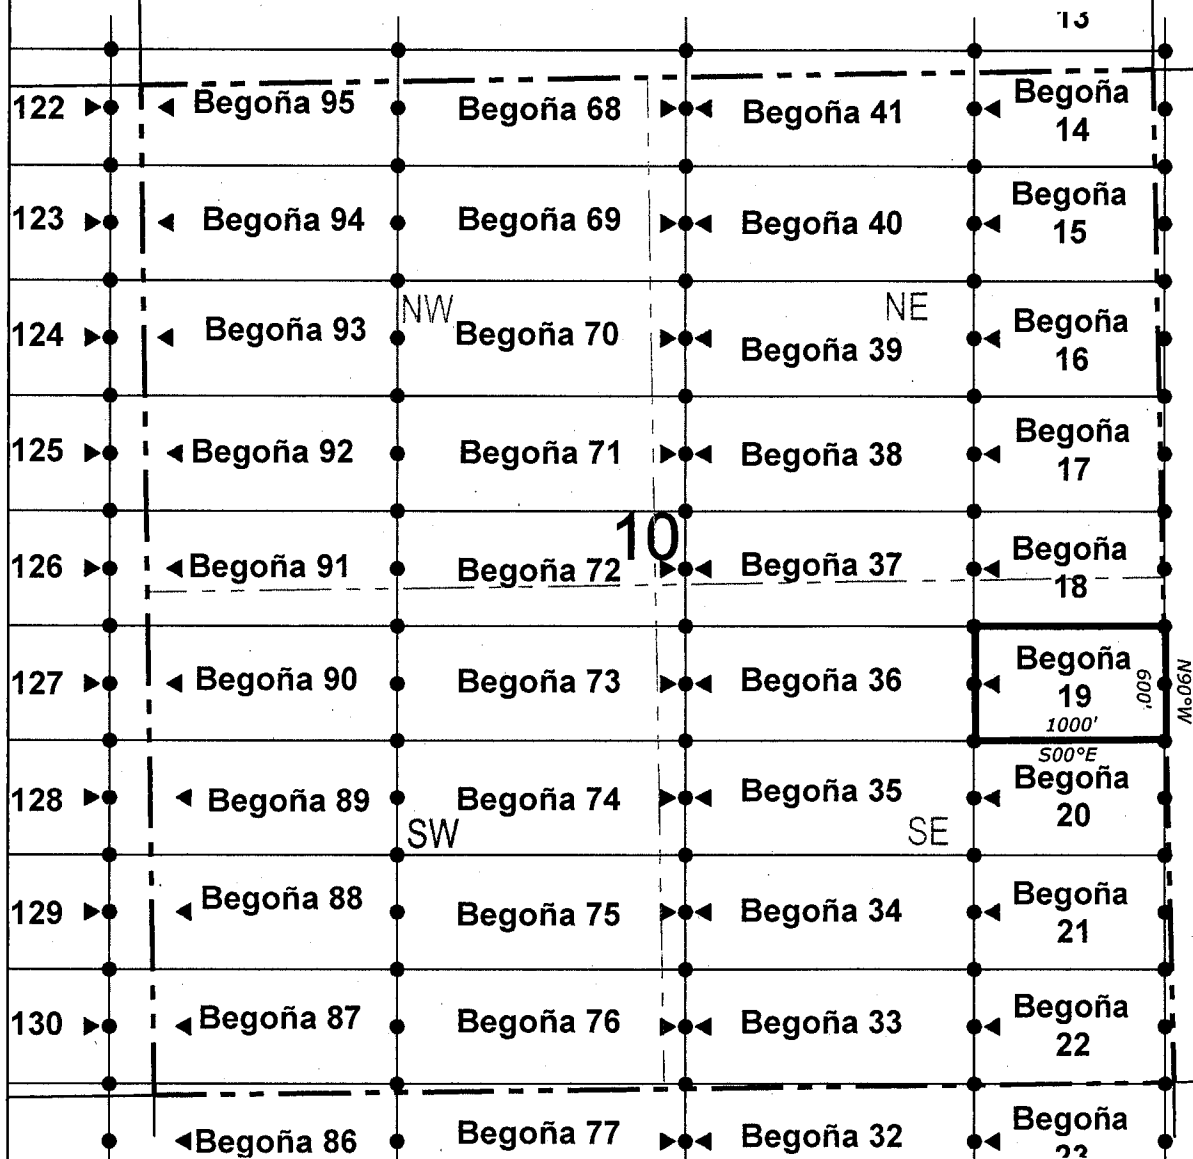 13
122 Begoña 95 Begoña 68 Begoña 41 Begoña
14
123 Begoña 94 Begoña 69 Begoña 40 Begoña
15
NW NE
124 Begoña 93 Begoña 70 Begoña 39 Begoña
16
125 Begoña 92 Begoña 71 Begoña 38 Begoña
17
10
126 Begoña 91 Begoña 72 Begoña 37 Begoña
18
127 Begoña 90 Begoña 73 Begoña 36 Begoña
19
600'
N90°W
1000'
S00°E
128 Begoña 89 Begoña 74 Begoña 35 Begoña
20
SW SE
129 Begoña 88 Begoña 75 Begoña 34 Begoña
21
130 Begoña 87 Begoña 76 Begoña 33 Begoña
22
Begoña 86 Begoña 77 Begoña 32 Begoña
23